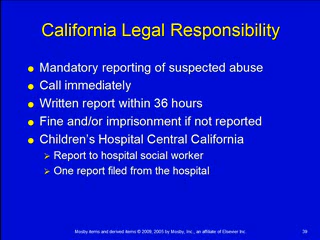 California Legal Responsibility
Mandatory reporting of suspected abuse
Call immediately
Written report within 36 hours
Fine and/or imprisonment if not reported
Children's Hospital Central California
Report to hospital social worker
One report filed from the hospital
Mosby items and derived items © 2009, 2005 by Mosby, Inc., an affiliate of Elsevier Inc.
39